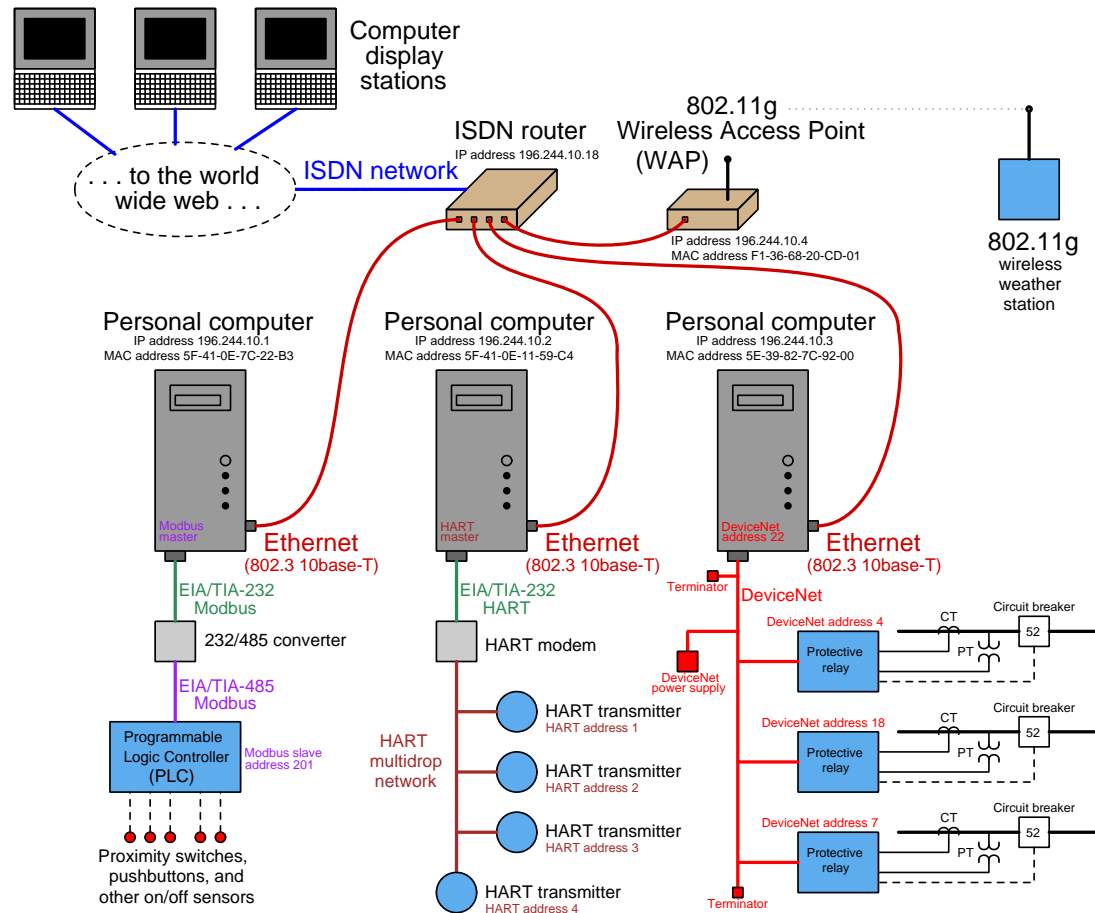 Computer
display
stations
802.11g
Wireless Access Point
(WAP)
ISDN router
IP address 196.244.10.18
. . . to the world
wide web . . .
ISDN network
IP address 196.244.10.4
MAC address F1-36-68-20-CD-01
802.11g
wireless
weather
station
Personal computer
IP address 196.244.10.1
MAC address 5F-41-0E-7C-22-B3
Personal computer
IP address 196.244.10.2
MAC address 5F-41-0E-11-59-C4
Personal computer
IP address 196.244.10.3
MAC address 5E-39-82-7C-92-00
Modbus
master
Ethernet
(802.3 10base-T)
HART
master
Ethernet
(802.3 10base-T)
DeviceNet
address 22
Ethernet
(802.3 10base-T)
EIA/TIA-232
Modbus
232/485 converter
EIA/TIA-485
Modbus
Programmable
Logic Controller
(PLC)
Modbus slave
address 201
Proximity switches,
pushbuttons, and
other on/off sensors
EIA/TIA-232
HART
HART modem
HART
multidrop
network
HART transmitter
HART address 1
HART transmitter
HART address 2
HART transmitter
HART address 3
HART transmitter
HART address 4
Terminator
DeviceNet
DeviceNet
power supply
Terminator
DeviceNet address 4
Protective
relay
CT
PT
Circuit breaker
52
DeviceNet address 18
Protective
relay
CT
PT
Circuit breaker
52
DeviceNet address 7
Protective
relay
CT
PT
Circuit breaker
52